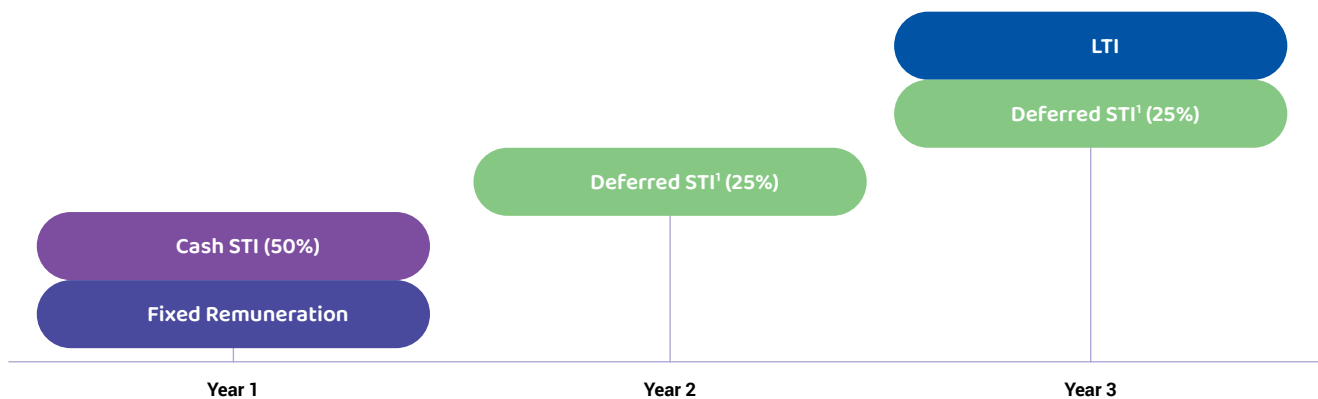 LTI
Deferred STI¹ (25%)
Deferred STI¹ (25%)
Cash STI (50%)
Fixed Remuneration
Year 1
Year 2
Year 3